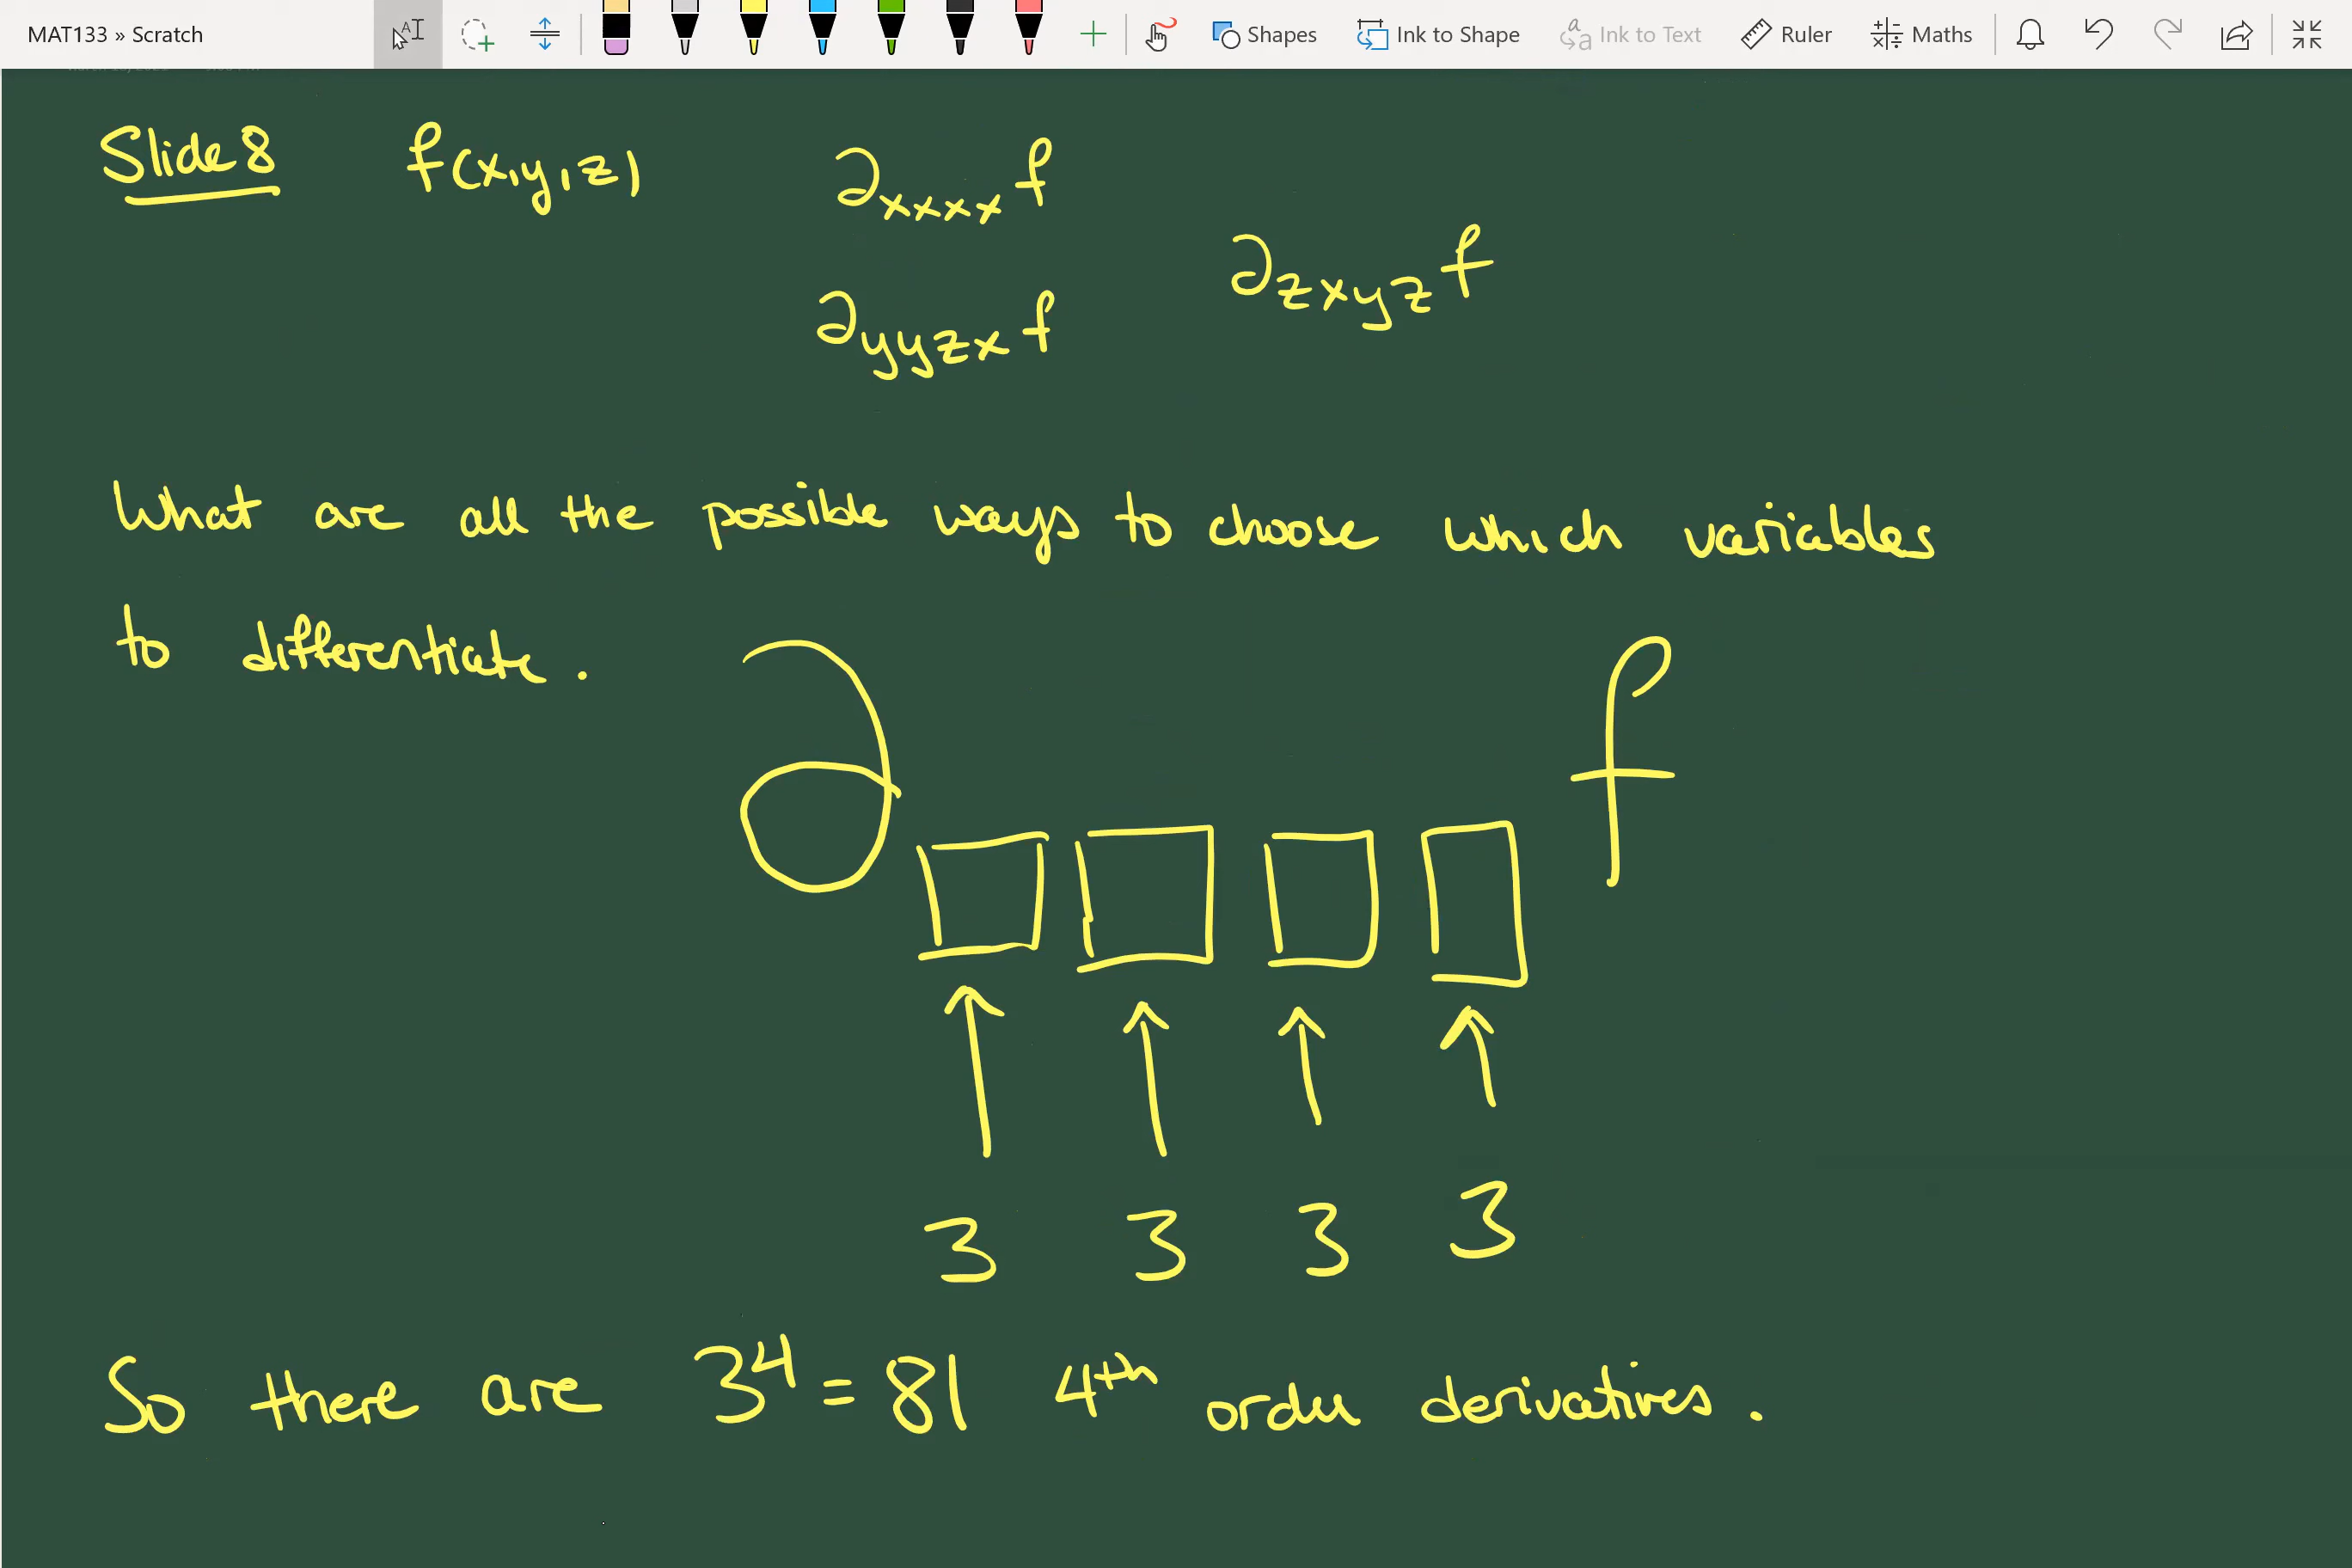 MAT133 » Scratch Shapes Ink to Shape Ink to Text Ruler Maths
Slide 8 f(x,y,z) ∂xxxx f
∂zxyz f
∂yyzx f
What are all the possible ways to choose which variables
to differentiate.
∂ □ □ □ □ f
3 3 3 3
So there are 3⁴ = 81 4th order derivatives.